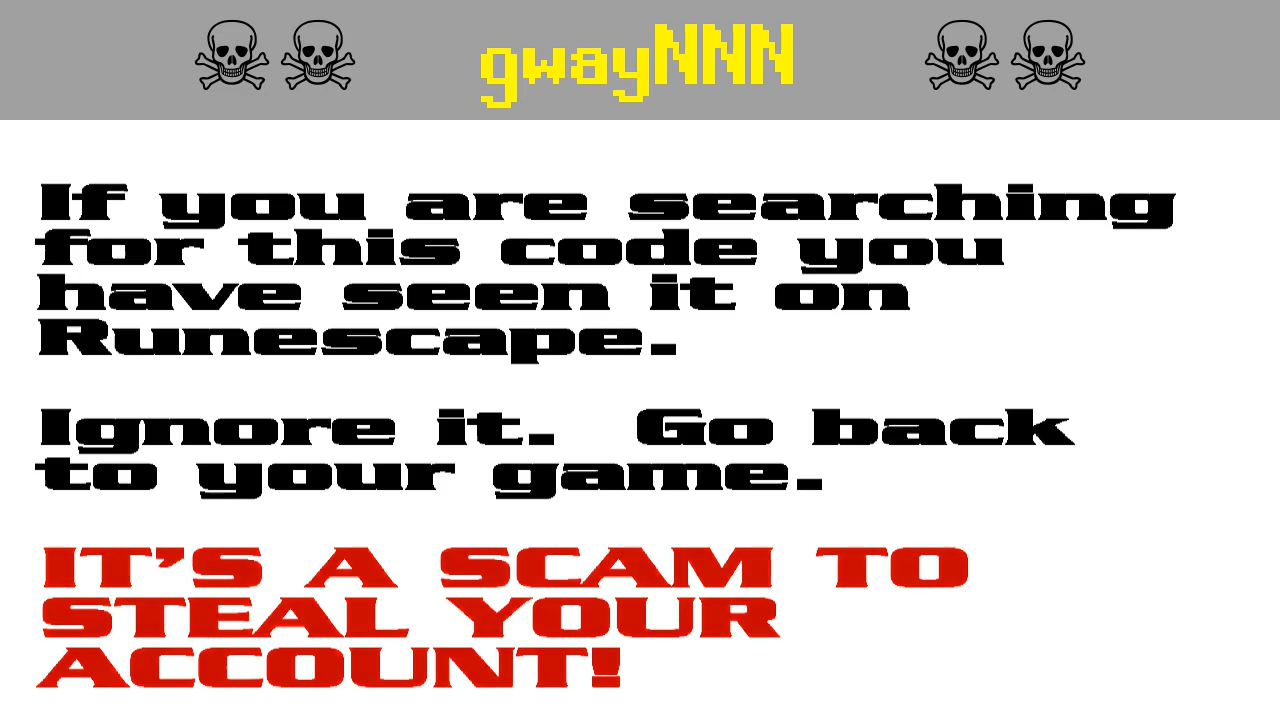 gwayNNN
If you are searching
for this code you
have seen it on
Runescape.
Ignore it. Go back
to your game.
IT'S A SCAM TO
STEAL YOUR
ACCOUNT!